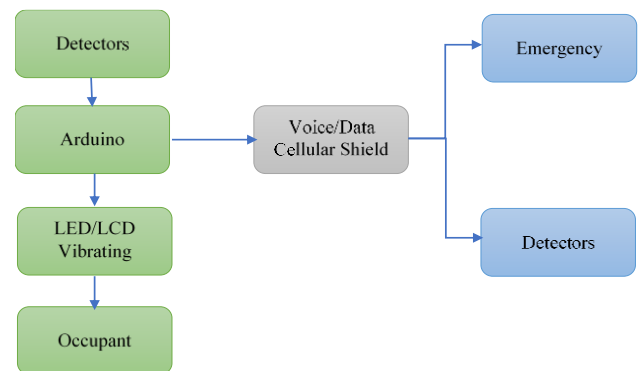 Detectors
Arduino
LED/LCD
Vibrating
Occupant
Voice/Data
Cellular Shield
Emergency
Detectors